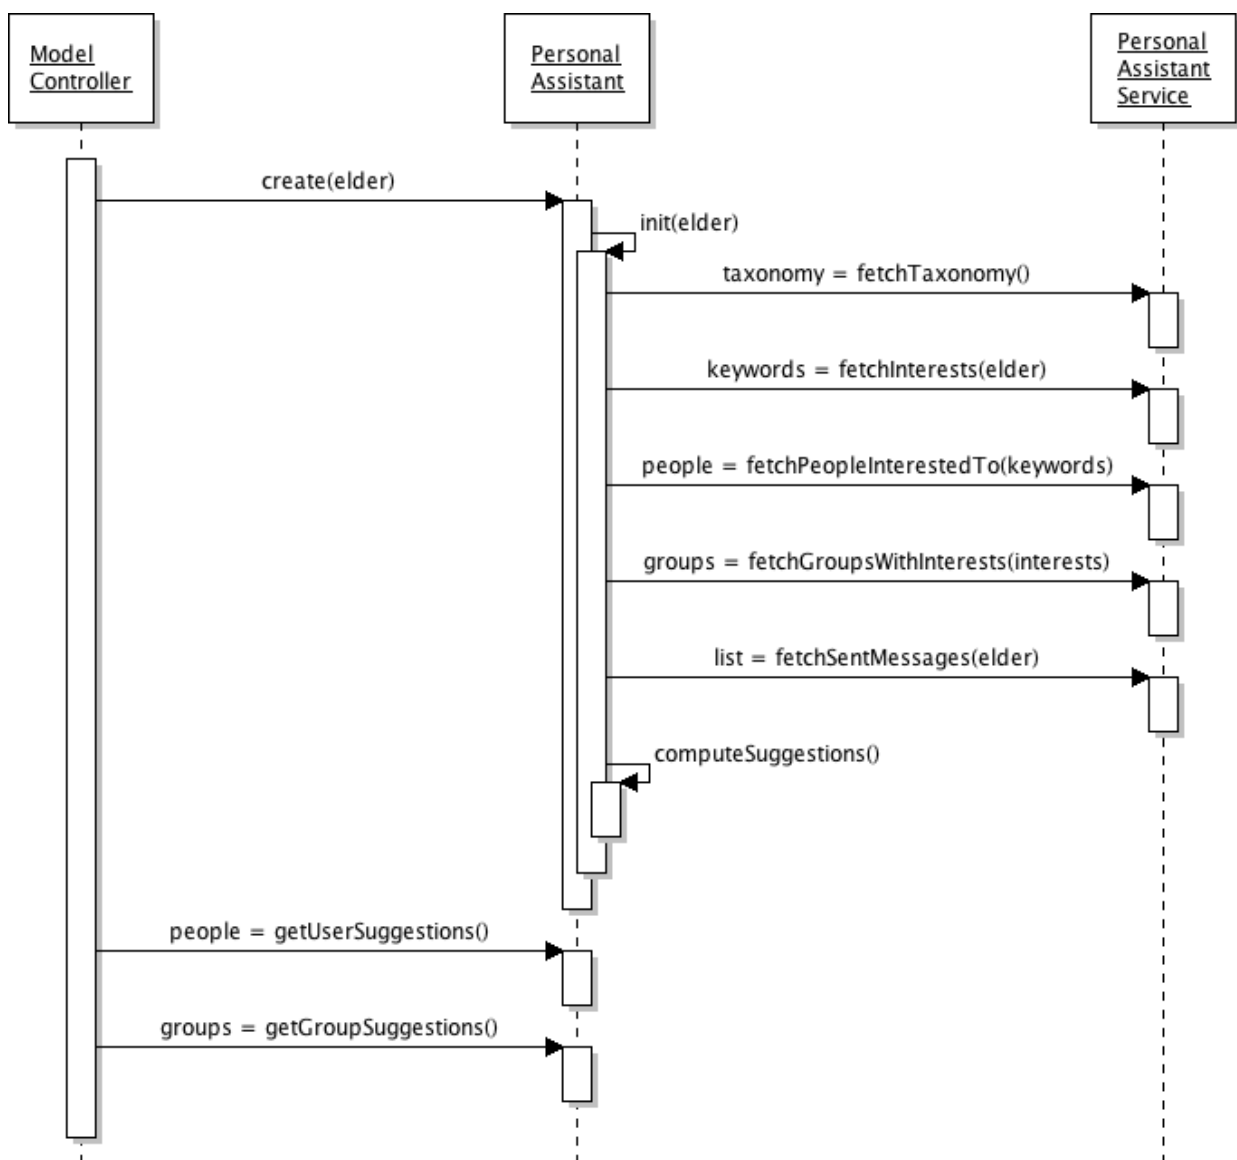 Model
Controller
Personal
Assistant
Personal
Assistant
Service
create(elder)
init(elder)
taxonomy = fetchTaxonomy()
keywords = fetchInterests(elder)
people = fetchPeopleInterestedTo(keywords)
groups = fetchGroupsWithInterests(interests)
list = fetchSentMessages(elder)
computeSuggestions()
people = getUserSuggestions()
groups = getGroupSuggestions()